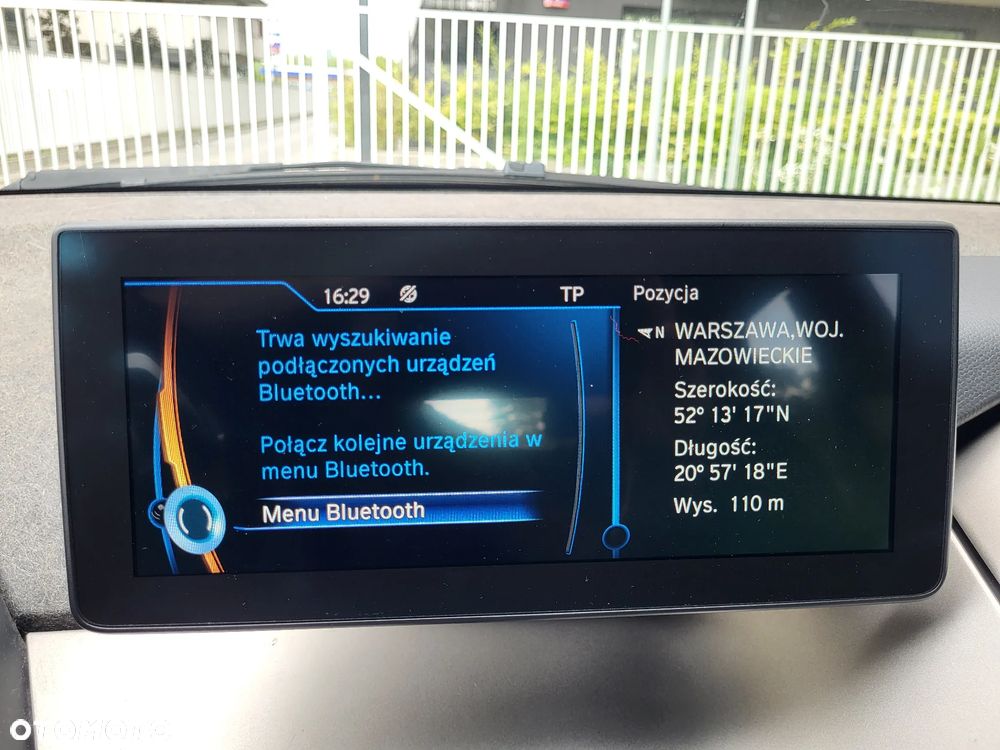 16:29
TP
Trwa wyszukiwanie
podłączonych urządzeń
Bluetooth...
Połącz kolejne urządzenia w
menu Bluetooth.
Menu Bluetooth
Pozycja
N WARSZAWA,WOJ.
MAZOWIECKIE
Szerokość:
52° 13' 17"N
Długość:
20° 57' 18"E
Wys. 110 m
OTOMOTO